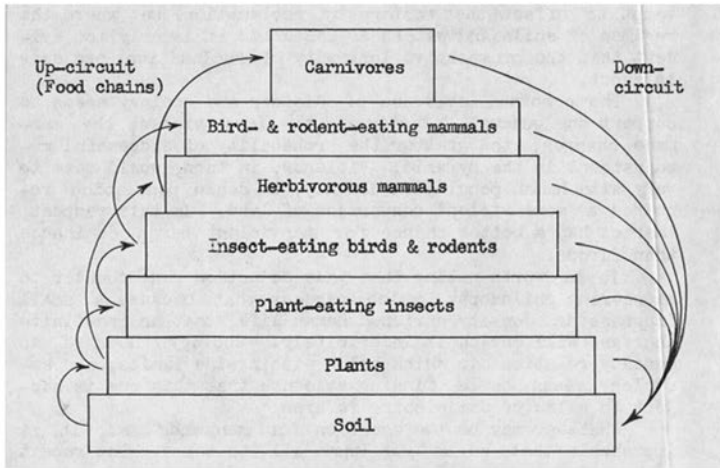 Up-circuit
(Food chains)
Carnivores
Down-
circuit
Bird- & rodent-eating mammals
Herbivorous mammals
Insect-eating birds & rodents
Plant-eating insects
Plants
Soil